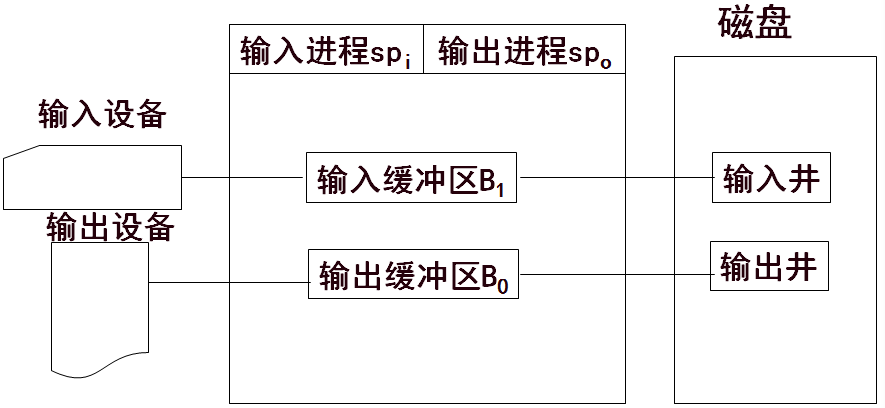 磁盘
输入进程spi 输出进程spo
输入设备
输入缓冲区B1 输入井
输出设备
输出缓冲区B0 输出井